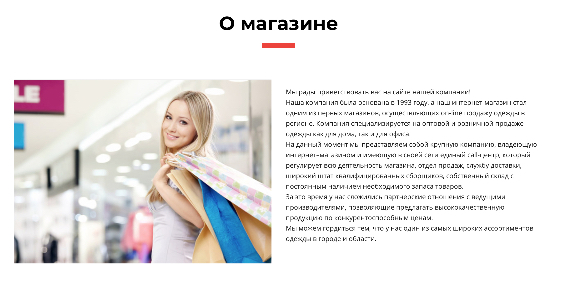 О магазине
LE
Мы рады приветствовать вас на сайте нашей компании!
Наша компания была основана в 1993 году, а наш интернет-магазин стал
одним из первых магазинов, осуществляющих on-line продажу одежды в
регионе. Компания специализируется на оптовой и розничной продаже
одежды как для дома, так и для офиса.
На данный момент мы представляем собой крупную компанию, владеющую
интернет-магазином и имеющую в своей сети единый call-центр, который
регулирует всю деятельность магазина, отдел продаж, службу доставки,
широкий штат квалифицированных сборщиков, собственный склад с
постоянным наличием необходимого запаса товаров.
За это время у нас сложились партнерские отношения с ведущими
производителями, позволяющие предлагать высококачественную
продукцию по конкурентоспособным ценам.
Мы можем гордиться тем, что у нас один из самых широких ассортиментов
одежды в городе и области.